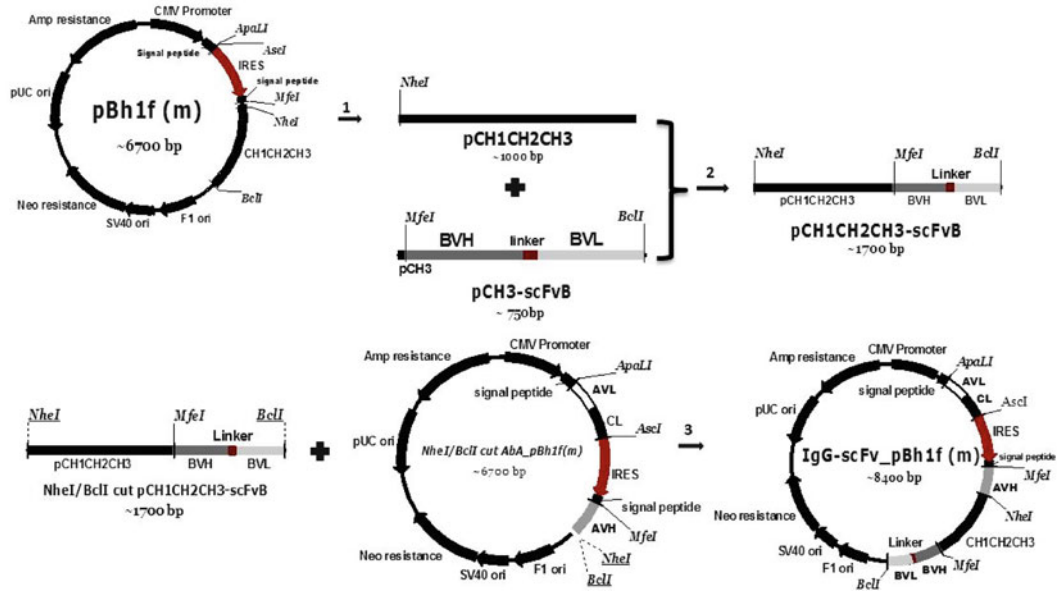 CMV Promoter
Amp resistance
ApaLI
Signal peptide
AscI
IRES
signal peptide
MfeI
NheI
pUC ori
pBh1f (m)
~6700 bp
CH1CH2CH3
BclI
Neo resistance
SV40 ori
F1 ori
1
NheI
pCH1CH2CH3
~1000 bp
MfeI
BclI
BVH
linker
BVL
pCH3
pCH3-scFvB
~ 750bp
2
NheI
MfeI
BclI
Linker
pCH1CH2CH3
BVH
BVL
pCH1CH2CH3-scFvB
~1700 bp
NheI
MfeI
BclI
Linker
pCH1CH2CH3
BVH
BVL
NheI/BclI cut pCH1CH2CH3-scFvB
~1700 bp
CMV Promoter
Amp resistance
ApaLI
signal peptide
AVL
CL
AscI
pUC ori
NheI/BclI cut AbA_pBh1f(m)
~6700 bp
IRES
signal peptide
MfeI
AVH
NheI
BclI
Neo resistance
SV40 ori
F1 ori
3
CMV Promoter
Amp resistance
ApaLI
signal peptide
AVL
CL
AscI
IRES
pUC ori
IgG-scFv_pBh1f (m)
~8400 bp
signal peptide
MfeI
AVH
NheI
Neo resistance
CH1CH2CH3
SV40 ori
F1 ori
Linker
BclI
BVL
BVH
MfeI